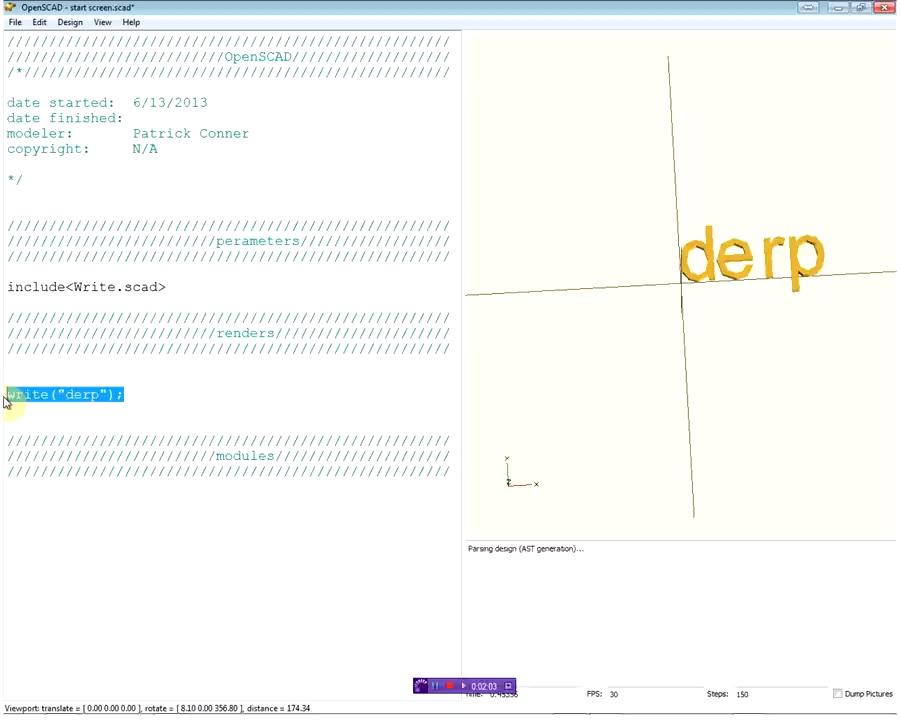 OpenSCAD - start screen.scad*
File Edit Design View Help
//////////////////////////////////////////////////////
//////////////////////////OpenSCAD///////////////////
/*////////////////////////////////////////////////////
date started: 6/13/2013
date finished:
modeler: Patrick Conner
copyright: N/A
*/
//////////////////////////////////////////////////////
/////////////////////////perameters//////////////////
//////////////////////////////////////////////////////
include<Write.scad>
//////////////////////////////////////////////////////
/////////////////////////renders/////////////////////
//////////////////////////////////////////////////////
write("derp");
//////////////////////////////////////////////////////
/////////////////////////modules/////////////////////
//////////////////////////////////////////////////////
derp
Y
Z
X
Parsing design (AST generation)...
0:02:03
FPS: 30 Steps: 150 Dump Pictures
Viewport: translate = [ 0.00 0.00 0.00 ], rotate = [ 8.10 0.00 356.80 ], distance = 174.34